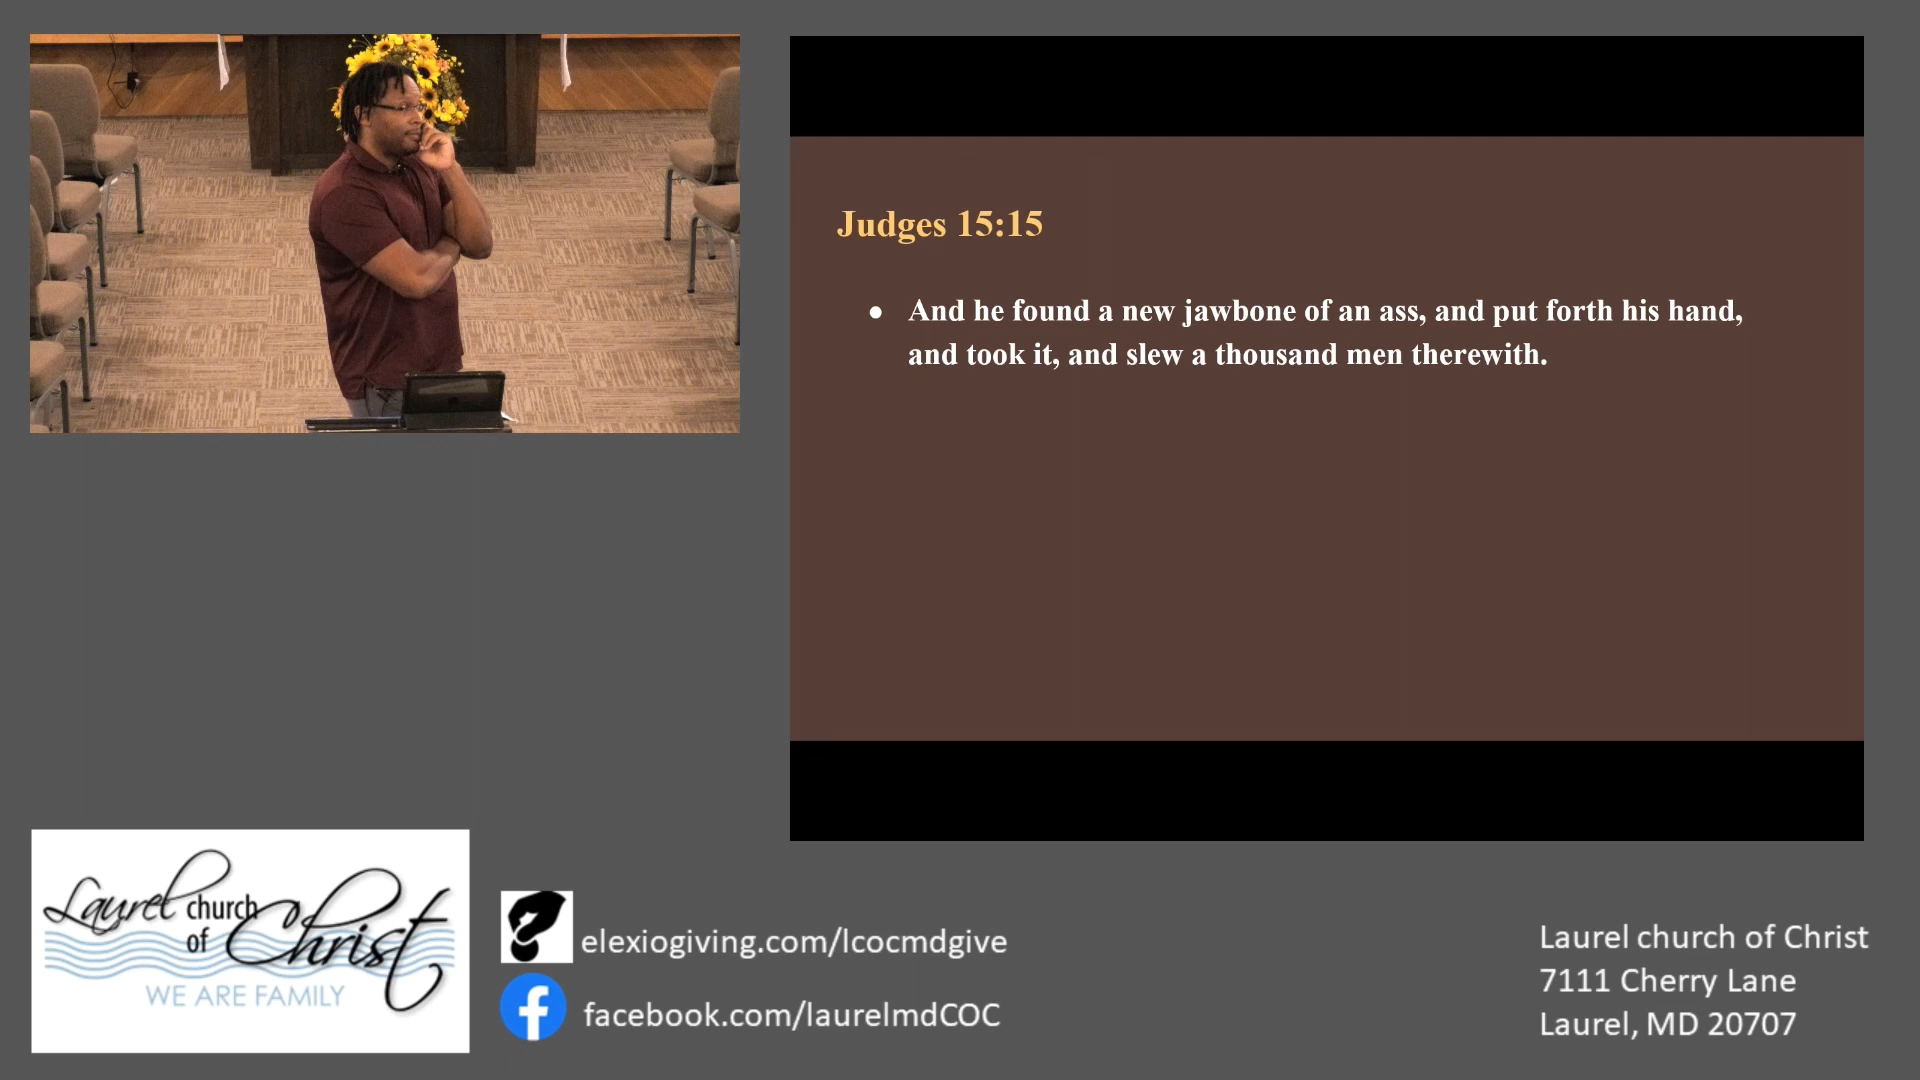 Judges 15:15
● And he found a new jawbone of an ass, and put forth his hand,
and took it, and slew a thousand men therewith.
Laurel church
of Christ
WE ARE FAMILY
elexiogiving.com/lcocmdgive
facebook.com/laurelmdCOC
Laurel church of Christ
7111 Cherry Lane
Laurel, MD 20707